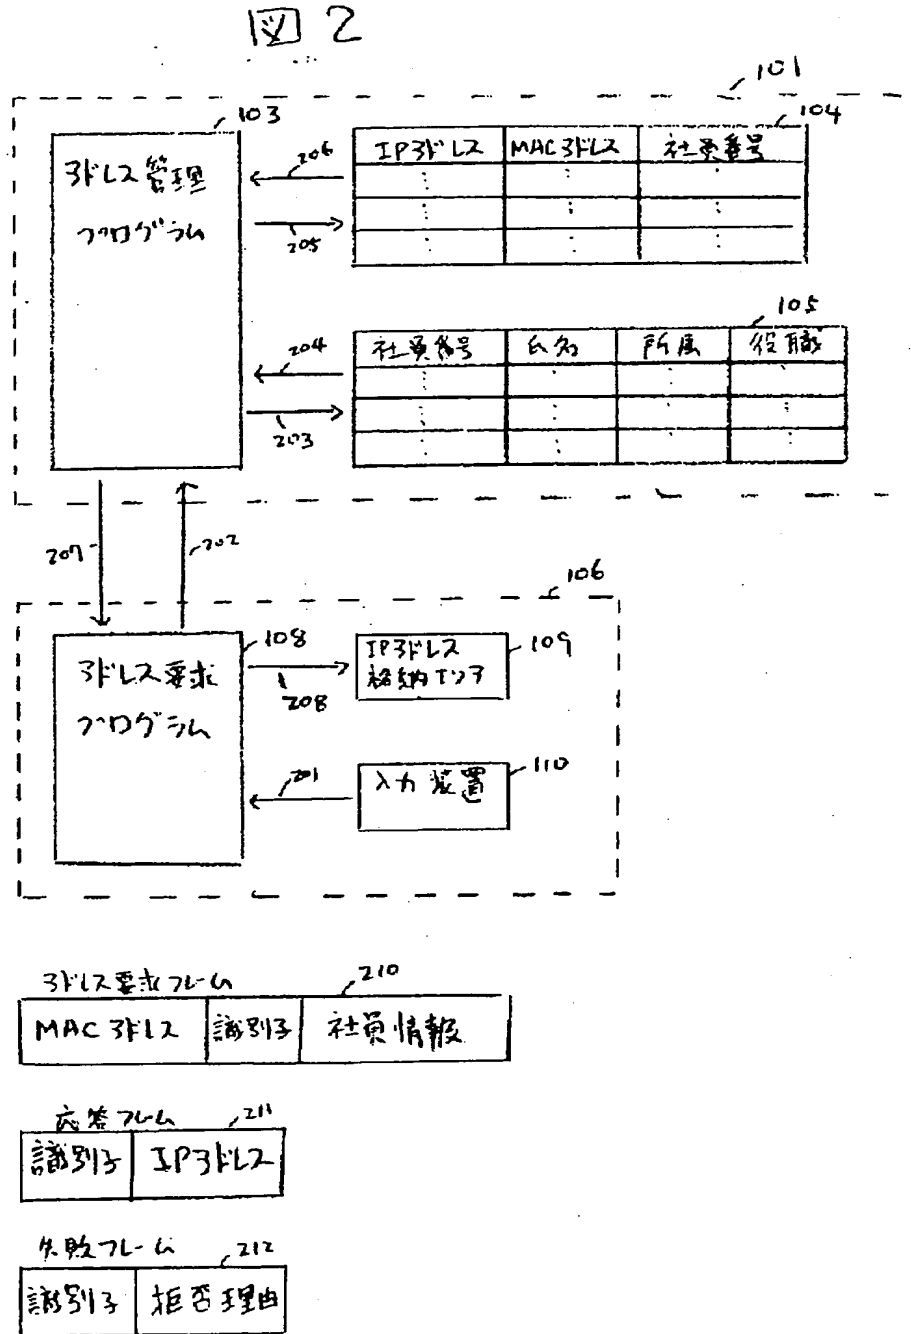 図2
101
103
アドレス管理
プログラム
206
205
104
IPアドレス MACアドレス 社員番号
105
204
203
社員番号 氏名 所属 役職
207
202
106
108
アドレス要求
プログラム
208
109
IPアドレス
格納エリア
201
110
入力装置
アドレス要求フレーム
210
MACアドレス 識別子 社員情報
応答フレーム
211
識別子 IPアドレス
失敗フレーム
212
識別子 拒否理由